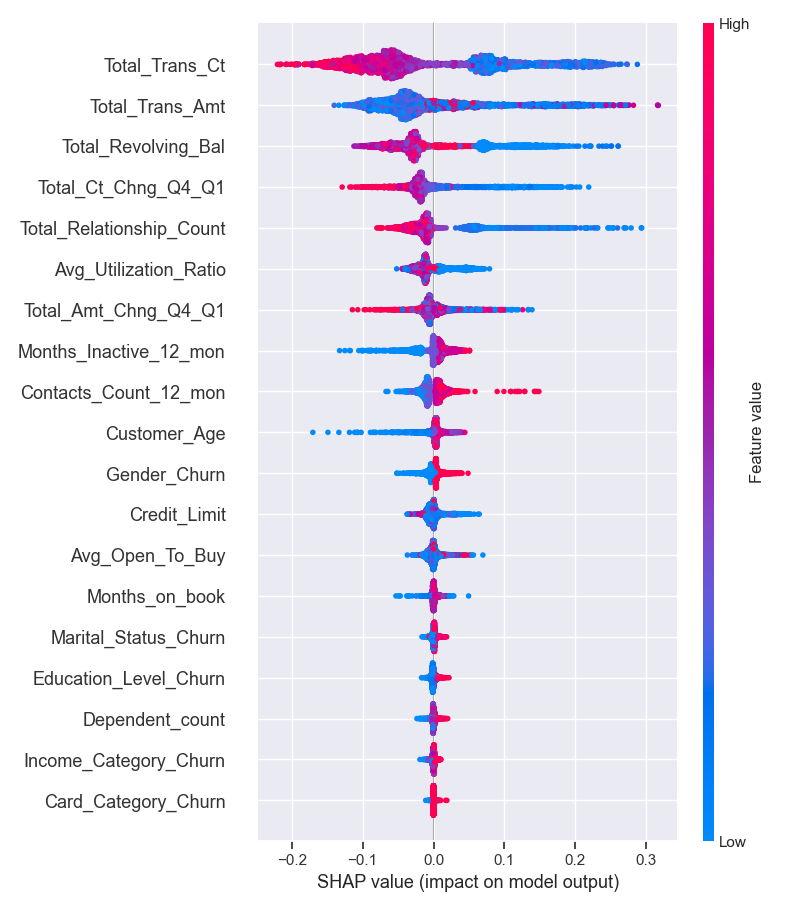 High
Total_Trans_Ct
Total_Trans_Amt
Total_Revolving_Bal
Total_Ct_Chng_Q4_Q1
Total_Relationship_Count
Avg_Utilization_Ratio
Total_Amt_Chng_Q4_Q1
Months_Inactive_12_mon
Contacts_Count_12_mon
Customer_Age
Gender_Churn
Credit_Limit
Avg_Open_To_Buy
Months_on_book
Marital_Status_Churn
Education_Level_Churn
Dependent_count
Income_Category_Churn
Card_Category_Churn
Feature value
Low
−0.2 −0.1 0.0 0.1 0.2 0.3
SHAP value (impact on model output)